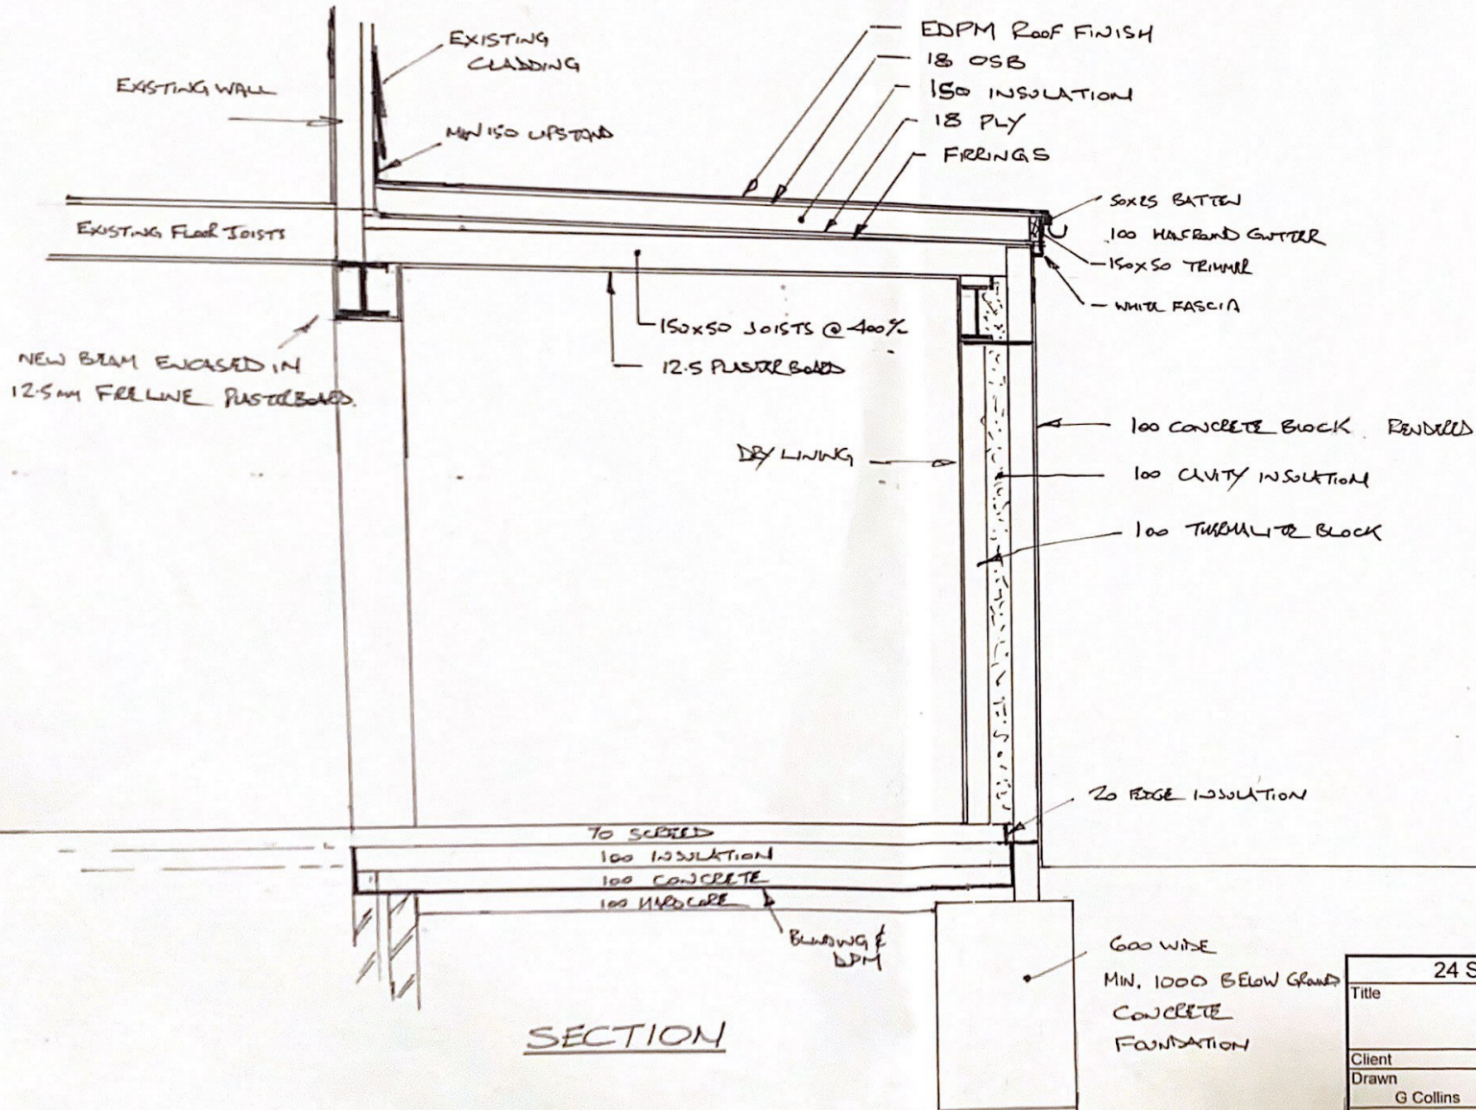 EXISTING
CLADDING
EXISTING WALL
MIN 150 UPSTAND
EXISTING FLOOR JOISTS
EDPM ROOF FINISH
18 OSB
150 INSULATION
18 PLY
FIRRINGS
50x25 BATTEN
100 HALFROUND GUTTER
150x50 TRIMMER
WHITE FASCIA
NEW BEAM ENCASED IN
12.5mm FIRELINE PLASTERBOARD.
150x50 JOISTS @ 400%
12.5 PLASTERBOARD
DRY LINING
100 CONCRETE BLOCK RENDERED
100 CAVITY INSULATION
100 THERMALITE BLOCK
20 EDGE INSULATION
70 SCREED
100 INSULATION
100 CONCRETE
100 HARDCORE
BLINDING &
DPM
600 WIDE
MIN. 1000 BELOW GROUND
CONCRETE
FOUNDATION
SECTION
24 S
Title
Client
Drawn
G Collins